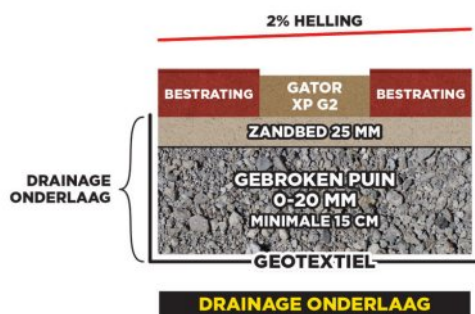 2% HELLING
BESTRATING
GATOR
XP G2
BESTRATING
ZANDBED 25 MM
DRAINAGE
ONDERLAAG
GEBROKEN PUIN
0-20 MM
MINIMALE 15 CM
GEOTEXTIEL
DRAINAGE ONDERLAAG